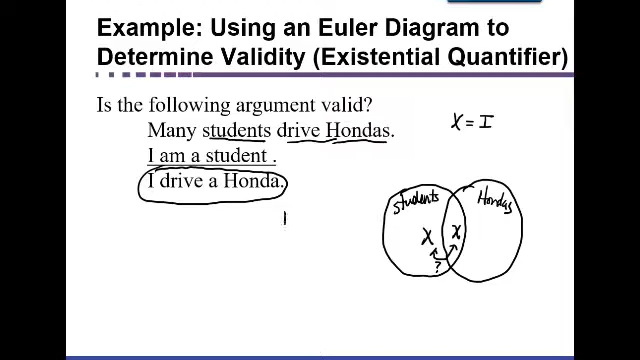 Example: Using an Euler Diagram to
Determine Validity (Existential Quantifier)
Is the following argument valid?
Many students drive Hondas.
I am a student .
I drive a Honda.
X = I
Students
Hondas
X
X
?